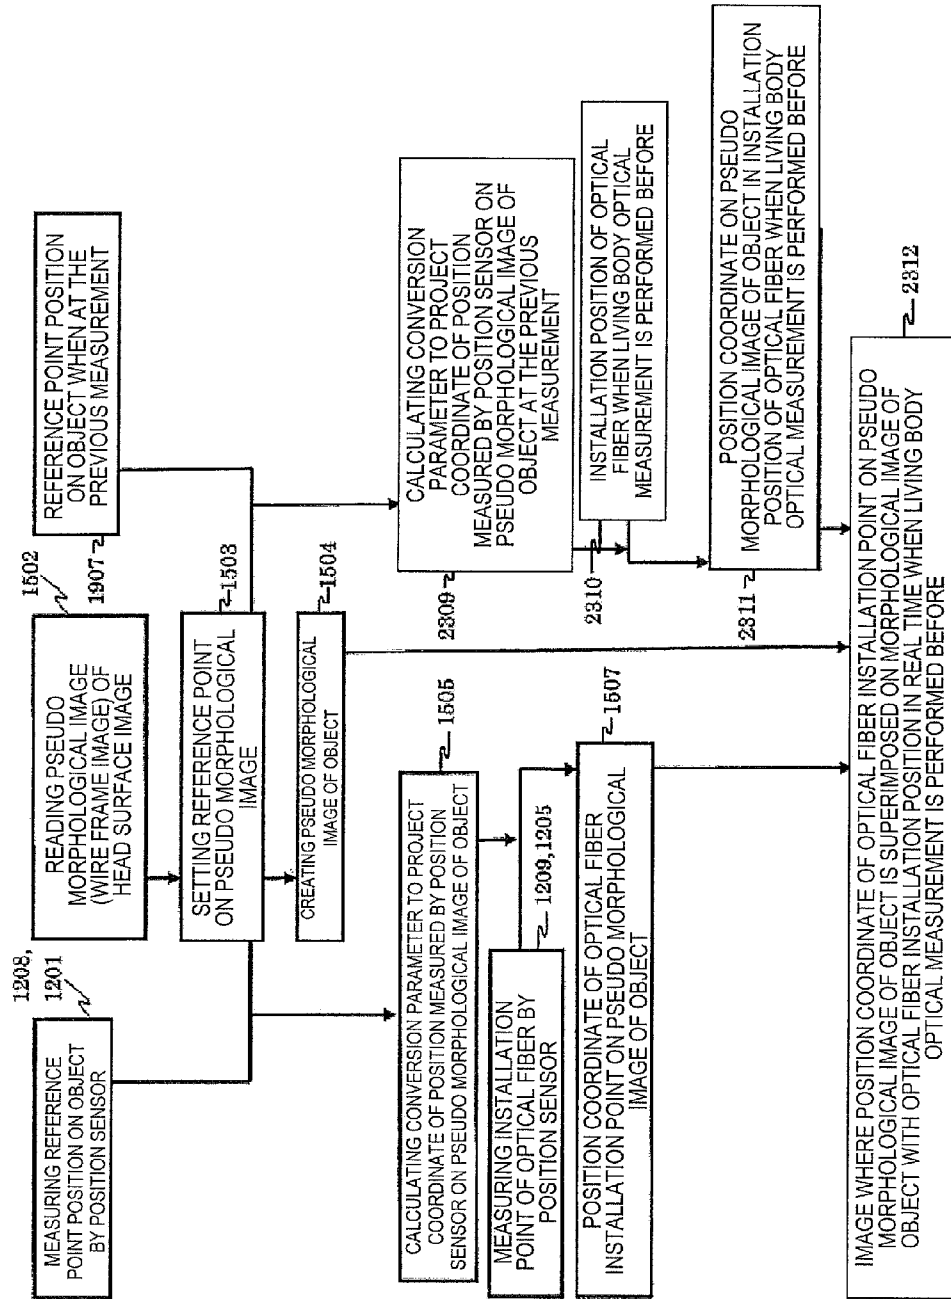 1208,
1201
MEASURING REFERENCE
POINT POSITION ON OBJECT
BY POSITION SENSOR
1502
READING PSEUDO
MORPHOLOGICAL IMAGE
(WIRE FRAME IMAGE) OF
HEAD SURFACE IMAGE
1907
REFERENCE POINT POSITION
ON OBJECT WHEN AT THE
PREVIOUS MEASUREMENT
1503
SETTING REFERENCE POINT
ON PSEUDO MORPHOLOGICAL
IMAGE
1504
CREATING PSEUDO MORPHOLOGICAL
IMAGE OF OBJECT
1505
CALCULATING CONVERSION PARAMETER TO PROJECT
COORDINATE OF POSITION MEASURED BY POSITION
SENSOR ON PSEUDO MORPHOLOGICAL IMAGE OF OBJECT
2309
CALCULATING CONVERSION
PARAMETER TO PROJECT
COORDINATE OF POSITION
MEASURED BY POSITION SENSOR ON
PSEUDO MORPHOLOGICAL IMAGE OF
OBJECT AT THE PREVIOUS
MEASUREMENT
1209,1205
MEASURING INSTALLATION
POINT OF OPTICAL FIBER BY
POSITION SENSOR
2310
INSTALLATION POSITION OF OPTICAL
FIBER WHEN LIVING BODY OPTICAL
MEASUREMENT IS PERFORMED BEFORE
1507
POSITION COORDINATE OF OPTICAL FIBER
INSTALLATION POINT ON PSEUDO MORPHOLOGICAL
IMAGE OF OBJECT
2311
POSITION COORDINATE ON PSEUDO
MORPHOLOGICAL IMAGE OF OBJECT IN INSTALLATION
POSITION OF OPTICAL FIBER WHEN LIVING BODY
OPTICAL MEASUREMENT IS PERFORMED BEFORE
2312
IMAGE WHERE POSITION COORDINATE OF OPTICAL FIBER INSTALLATION POINT ON PSEUDO
MORPHOLOGICAL IMAGE OF OBJECT IS SUPERIMPOSED ON MORPHOLOGICAL IMAGE OF
OBJECT WITH OPTICAL FIBER INSTALLATION POSITION IN REAL TIME WHEN LIVING BODY
OPTICAL MEASUREMENT IS PERFORMED BEFORE